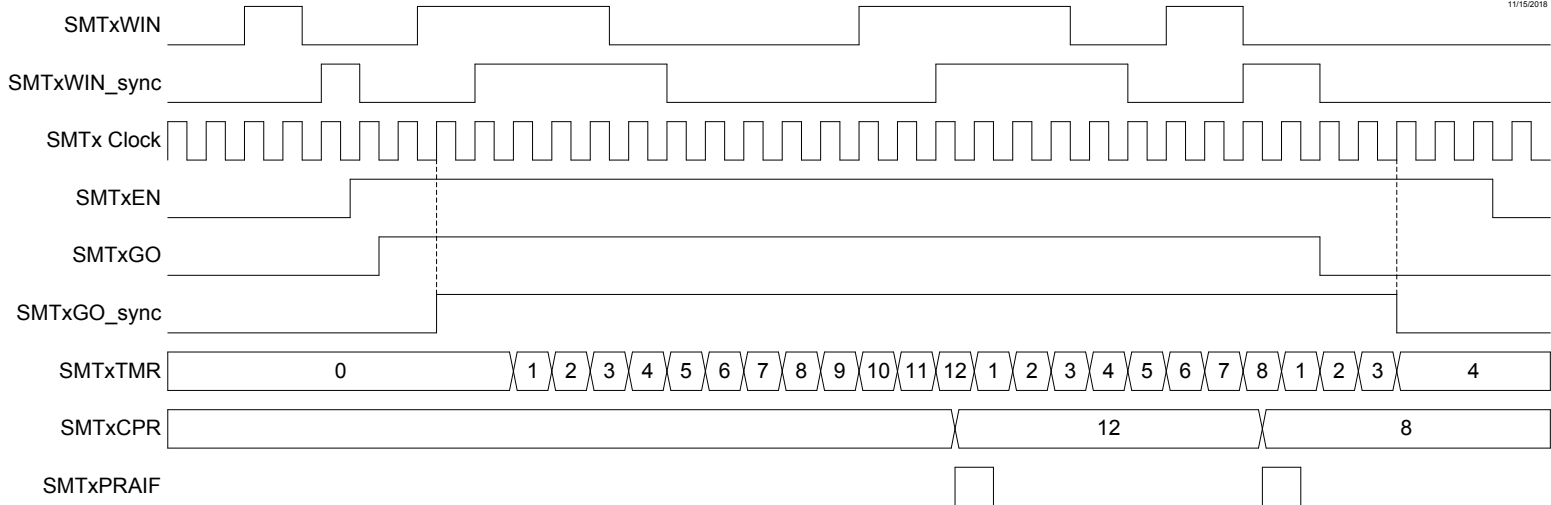 11/15/2018
SMTxWIN
SMTxWIN_sync
SMTx Clock
SMTxEN
SMTxGO
SMTxGO_sync
SMTxTMR 0 1 2 3 4 5 6 7 8 9 10 11 12 1 2 3 4 5 6 7 8 1 2 3 4
SMTxCPR 12 8
SMTxPRAIF